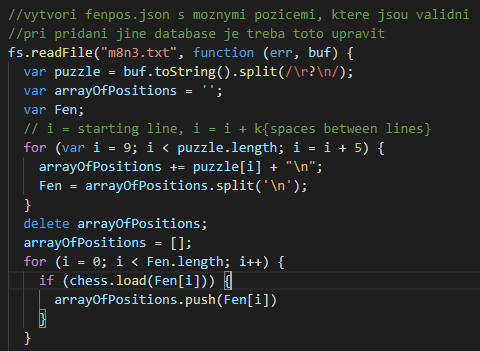 //vytvori fenpos.json s moznymi pozicemi, ktere jsou validni
//pri pridani jine database je treba toto upravit
fs.readFile("m8n3.txt", function (err, buf) {
  var puzzle = buf.toString().split(/\r?\n/);
  var arrayOfPositions = '';
  var Fen;
  // i = starting line, i = i + k{spaces between lines}
  for (var i = 9; i < puzzle.length; i = i + 5) {
    arrayOfPositions += puzzle[i] + "\n";
    Fen = arrayOfPositions.split('\n');
  }
  delete arrayOfPositions;
  arrayOfPositions = [];
  for (i = 0; i < Fen.length; i++) {
    if (chess.load(Fen[i])) {
      arrayOfPositions.push(Fen[i])
    }
  }